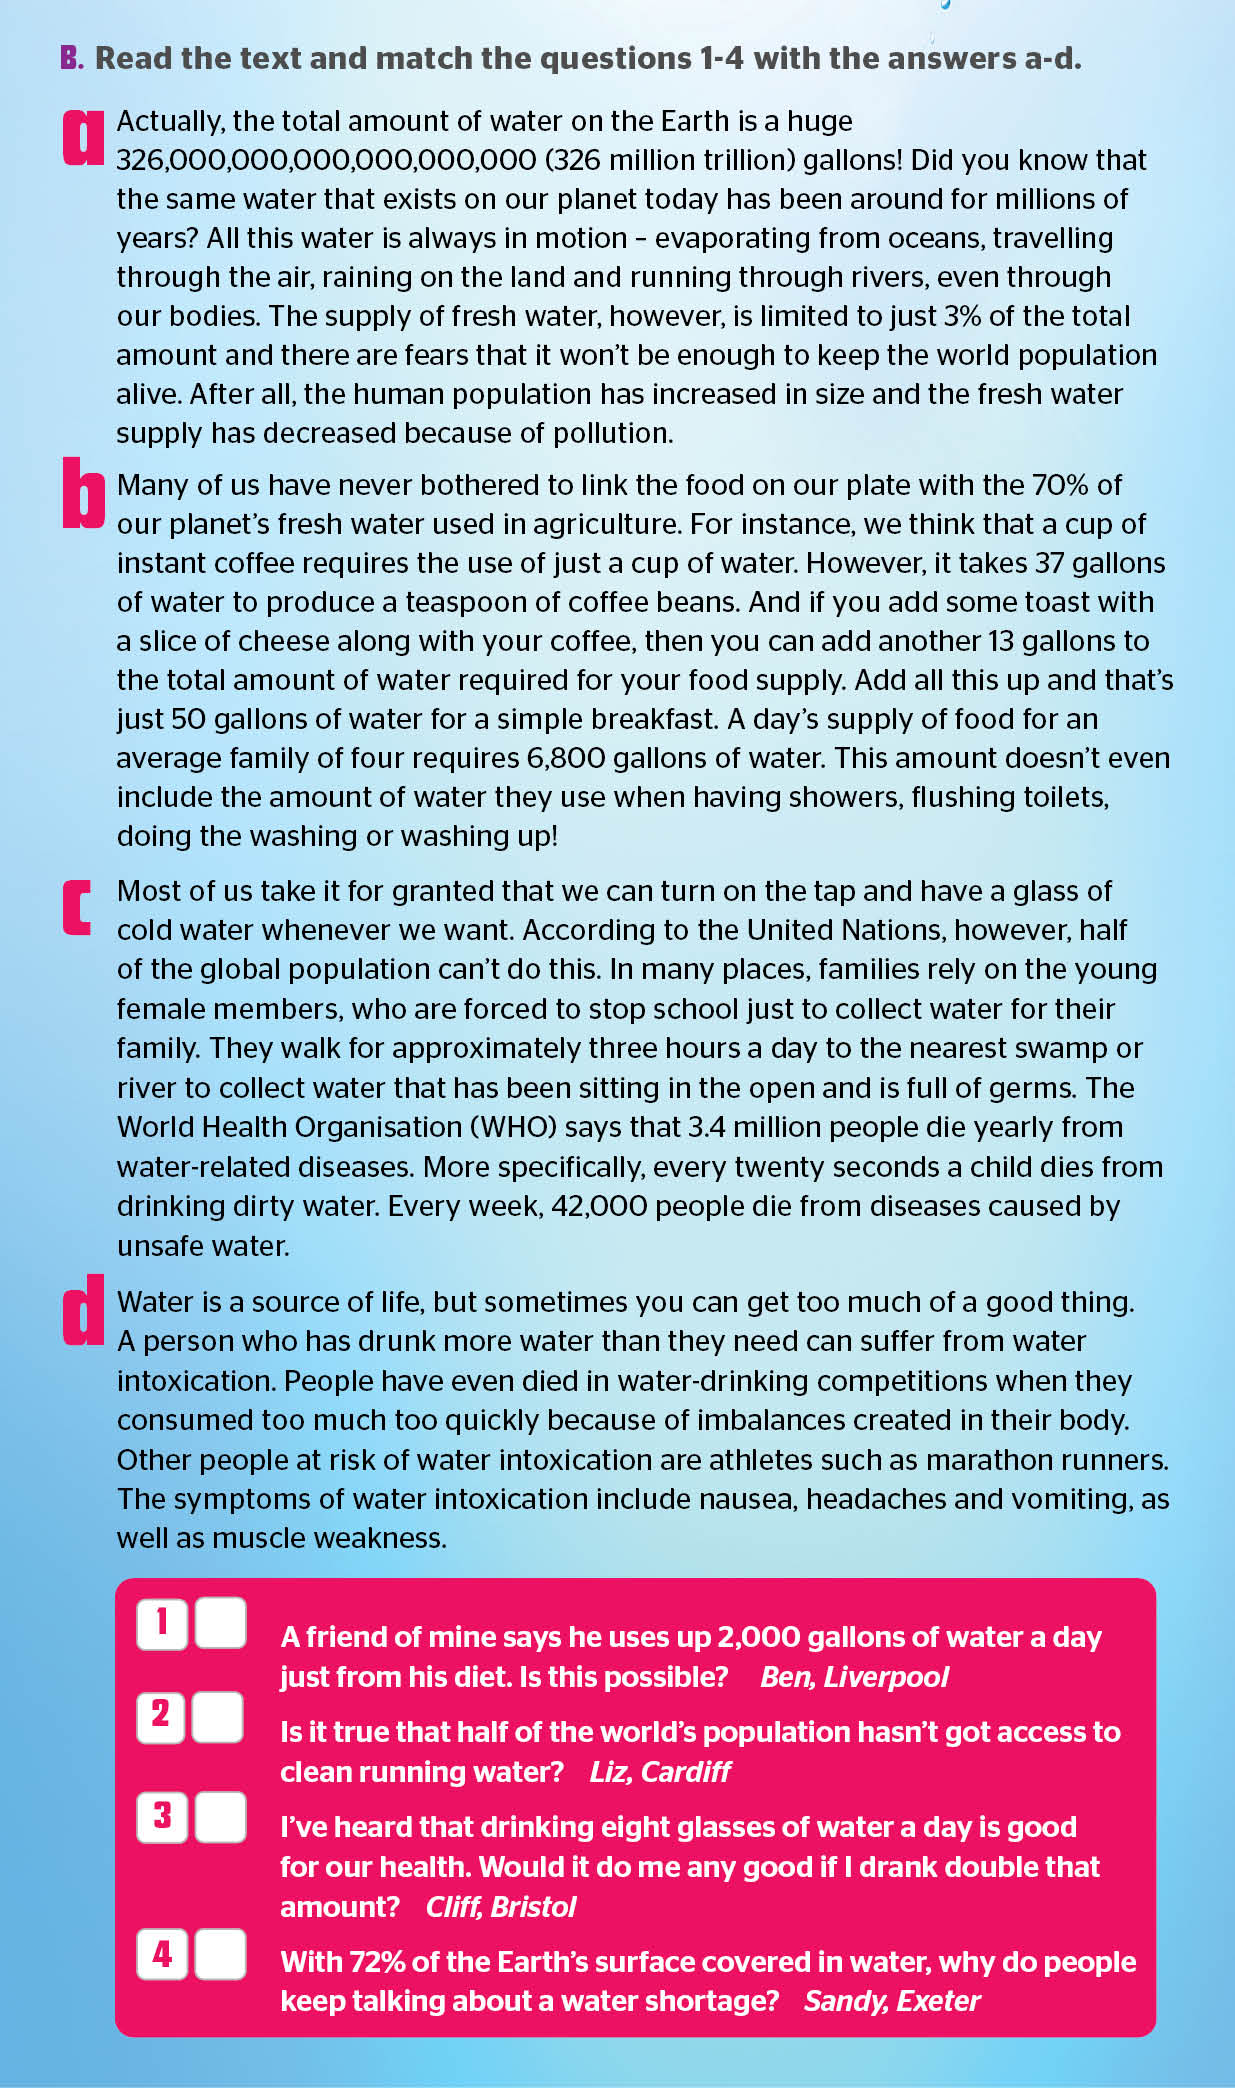 B. Read the text and match the questions 1-4 with the answers a-d.
a
Actually, the total amount of water on the Earth is a huge
326,000,000,000,000,000,000 (326 million trillion) gallons! Did you know that
the same water that exists on our planet today has been around for millions of
years? All this water is always in motion – evaporating from oceans, travelling
through the air, raining on the land and running through rivers, even through
our bodies. The supply of fresh water, however, is limited to just 3% of the total
amount and there are fears that it won't be enough to keep the world population
alive. After all, the human population has increased in size and the fresh water
supply has decreased because of pollution.
b
Many of us have never bothered to link the food on our plate with the 70% of
our planet's fresh water used in agriculture. For instance, we think that a cup of
instant coffee requires the use of just a cup of water. However, it takes 37 gallons
of water to produce a teaspoon of coffee beans. And if you add some toast with
a slice of cheese along with your coffee, then you can add another 13 gallons to
the total amount of water required for your food supply. Add all this up and that's
just 50 gallons of water for a simple breakfast. A day's supply of food for an
average family of four requires 6,800 gallons of water. This amount doesn't even
include the amount of water they use when having showers, flushing toilets,
doing the washing or washing up!
c
Most of us take it for granted that we can turn on the tap and have a glass of
cold water whenever we want. According to the United Nations, however, half
of the global population can't do this. In many places, families rely on the young
female members, who are forced to stop school just to collect water for their
family. They walk for approximately three hours a day to the nearest swamp or
river to collect water that has been sitting in the open and is full of germs. The
World Health Organisation (WHO) says that 3.4 million people die yearly from
water-related diseases. More specifically, every twenty seconds a child dies from
drinking dirty water. Every week, 42,000 people die from diseases caused by
unsafe water.
d
Water is a source of life, but sometimes you can get too much of a good thing.
A person who has drunk more water than they need can suffer from water
intoxication. People have even died in water-drinking competitions when they
consumed too much too quickly because of imbalances created in their body.
Other people at risk of water intoxication are athletes such as marathon runners.
The symptoms of water intoxication include nausea, headaches and vomiting, as
well as muscle weakness.
1
A friend of mine says he uses up 2,000 gallons of water a day
just from his diet. Is this possible? Ben, Liverpool
2
Is it true that half of the world's population hasn't got access to
clean running water? Liz, Cardiff
3
I've heard that drinking eight glasses of water a day is good
for our health. Would it do me any good if I drank double that
amount? Cliff, Bristol
4
With 72% of the Earth's surface covered in water, why do people
keep talking about a water shortage? Sandy, Exeter